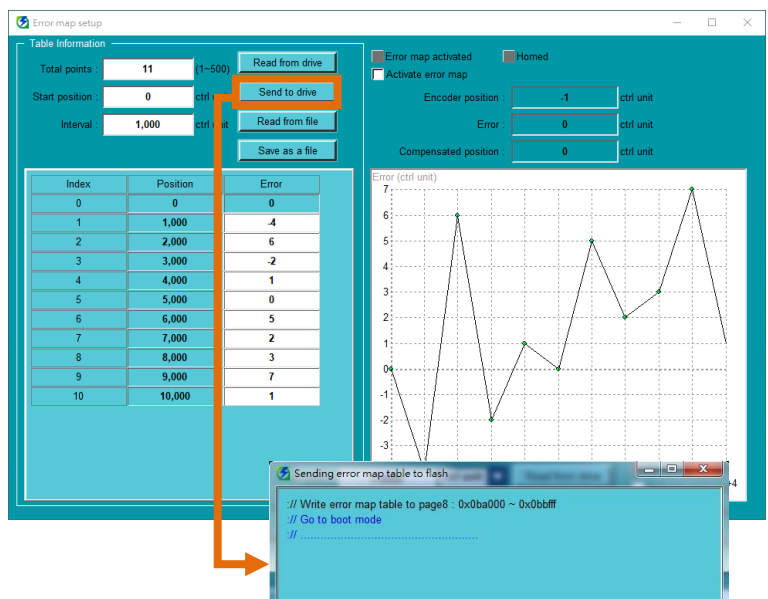 Error map setup
Table Information
Total points : 11 (1~500)
Read from drive
Start position : 0 ctrl
Send to drive
Interval : 1,000 ctrl unit
Read from file
Save as a file
Error map activated Homed
Activate error map
Encoder position : -1 ctrl unit
Error : 0 ctrl unit
Compensated position : 0 ctrl unit
Index Position Error
0 0 0
1 1,000 -4
2 2,000 6
3 3,000 -2
4 4,000 1
5 5,000 0
6 6,000 5
7 7,000 2
8 8,000 3
9 9,000 7
10 10,000 1
Error (ctrl unit)
7
6
5
4
3
2
1
0
-1
-2
-3
+4
Sending error map table to flash
:// Write error map table to page8 : 0x0ba000 ~ 0x0bbfff
:// Go to boot mode
:// ......................................................